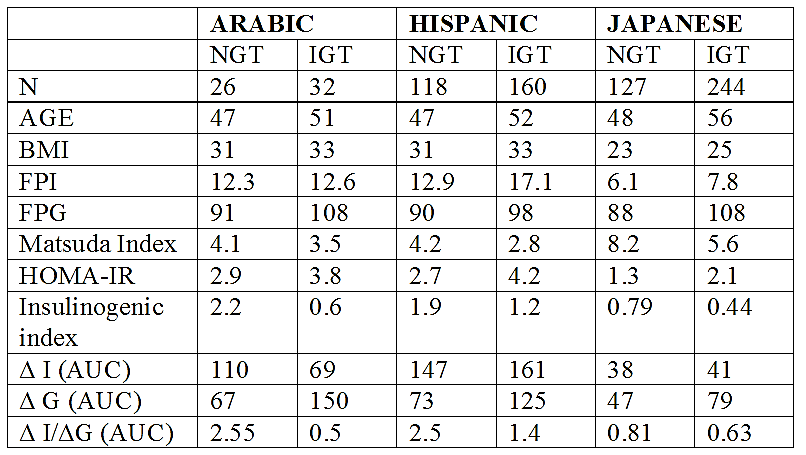 ARABIC HISPANIC JAPANESE
NGT IGT NGT IGT NGT IGT
N 26 32 118 160 127 244
AGE 47 51 47 52 48 56
BMI 31 33 31 33 23 25
FPI 12.3 12.6 12.9 17.1 6.1 7.8
FPG 91 108 90 98 88 108
Matsuda Index 4.1 3.5 4.2 2.8 8.2 5.6
HOMA-IR 2.9 3.8 2.7 4.2 1.3 2.1
Insulinogenic 2.2 0.6 1.9 1.2 0.79 0.44
index
Δ I (AUC) 110 69 147 161 38 41
Δ G (AUC) 67 150 73 125 47 79
Δ I/ΔG (AUC) 2.55 0.5 2.5 1.4 0.81 0.63